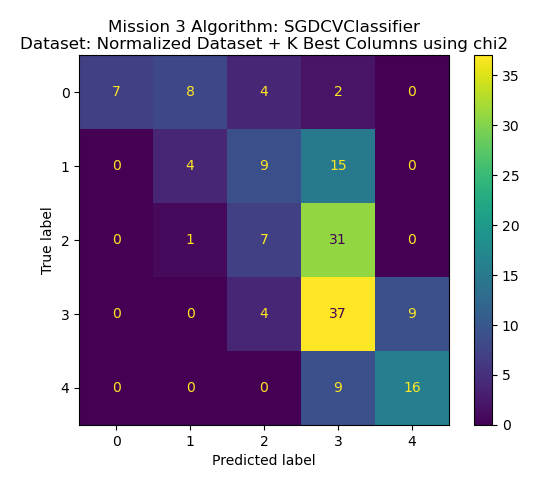 Mission 3 Algorithm: SGDCVClassifier
Dataset: Normalized Dataset + K Best Columns using chi2
0 7 8 4 2 0
1 0 4 9 15 0
2 0 1 7 31 0
3 0 0 4 37 9
4 0 0 0 9 16
0 1 2 3 4
Predicted label
True label
35
30
25
20
15
10
5
0